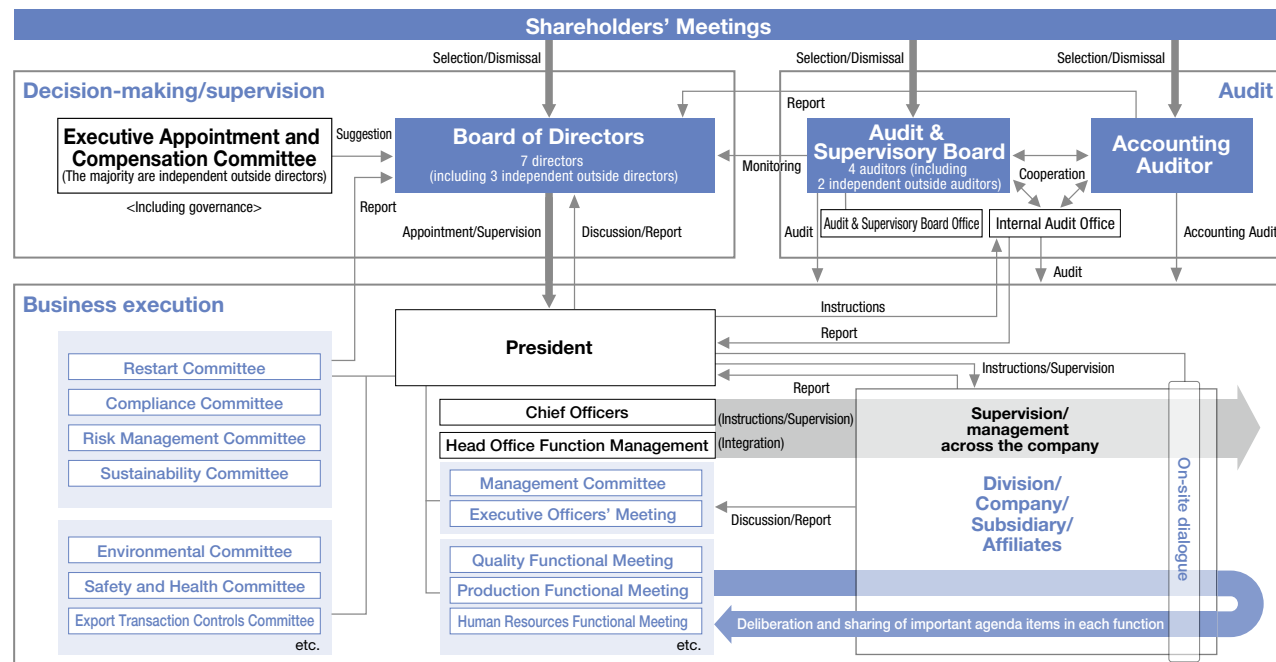 Shareholders' Meetings
Selection/Dismissal
Selection/Dismissal
Selection/Dismissal
Decision-making/supervision
Audit
Executive Appointment and
Compensation Committee
(The majority are independent outside directors)
<Including governance>
Suggestion
Report
Board of Directors
7 directors
(including 3 independent outside directors)
Report
Monitoring
Audit &
Supervisory Board
4 auditors (including
2 independent outside auditors)
Cooperation
Accounting
Auditor
Audit & Supervisory Board Office
Internal Audit Office
Appointment/Supervision
Discussion/Report
Audit
Accounting Audit
Audit
Business execution
Instructions
Report
President
Instructions/Supervision
Report
Restart Committee
Compliance Committee
Risk Management Committee
Sustainability Committee
Environmental Committee
Safety and Health Committee
Export Transaction Controls Committee
etc.
Chief Officers
(Instructions/Supervision)
Head Office Function Management
(Integration)
Management Committee
Executive Officers' Meeting
Discussion/Report
Quality Functional Meeting
Production Functional Meeting
Human Resources Functional Meeting
etc.
Supervision/
management
across the company
Division/
Company/
Subsidiary/
Affiliates
On-site dialogue
Deliberation and sharing of important agenda items in each function